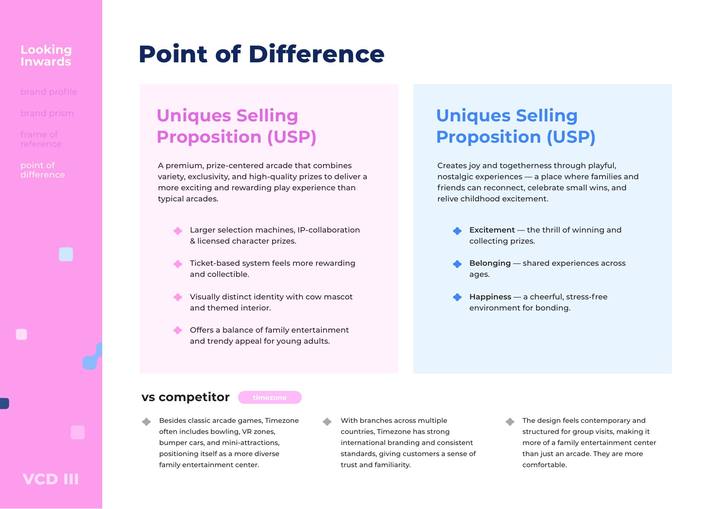 Looking
Inwards
brand profile
brand prism
frame of
reference
point of
difference
VCD III
Point of Difference
Uniques Selling
Proposition (USP)
A premium, prize-centered arcade that combines
variety, exclusivity, and high-quality prizes to deliver a
more exciting and rewarding play experience than
typical arcades.
Larger selection machines, IP-collaboration
& licensed character prizes.
Ticket-based system feels more rewarding
and collectible.
Visually distinct identity with cow mascot
and themed interior.
Offers a balance of family entertainment
and trendy appeal for young adults.
Uniques Selling
Proposition (USP)
Creates joy and togetherness through playful,
nostalgic experiences — a place where families and
friends can reconnect, celebrate small wins, and
relive childhood excitement.
Excitement — the thrill of winning and
collecting prizes.
Belonging — shared experiences across
ages.
Happiness — a cheerful, stress-free
environment for bonding.
vs competitor timezone
Besides classic arcade games, Timezone
often includes bowling, VR zones,
bumper cars, and mini-attractions,
positioning itself as a more diverse
family entertainment center.
With branches across multiple
countries, Timezone has strong
international branding and consistent
standards, giving customers a sense of
trust and familiarity.
The design feels contemporary and
structured for group visits, making it
more of a family entertainment center
than just an arcade. They are more
comfortable.